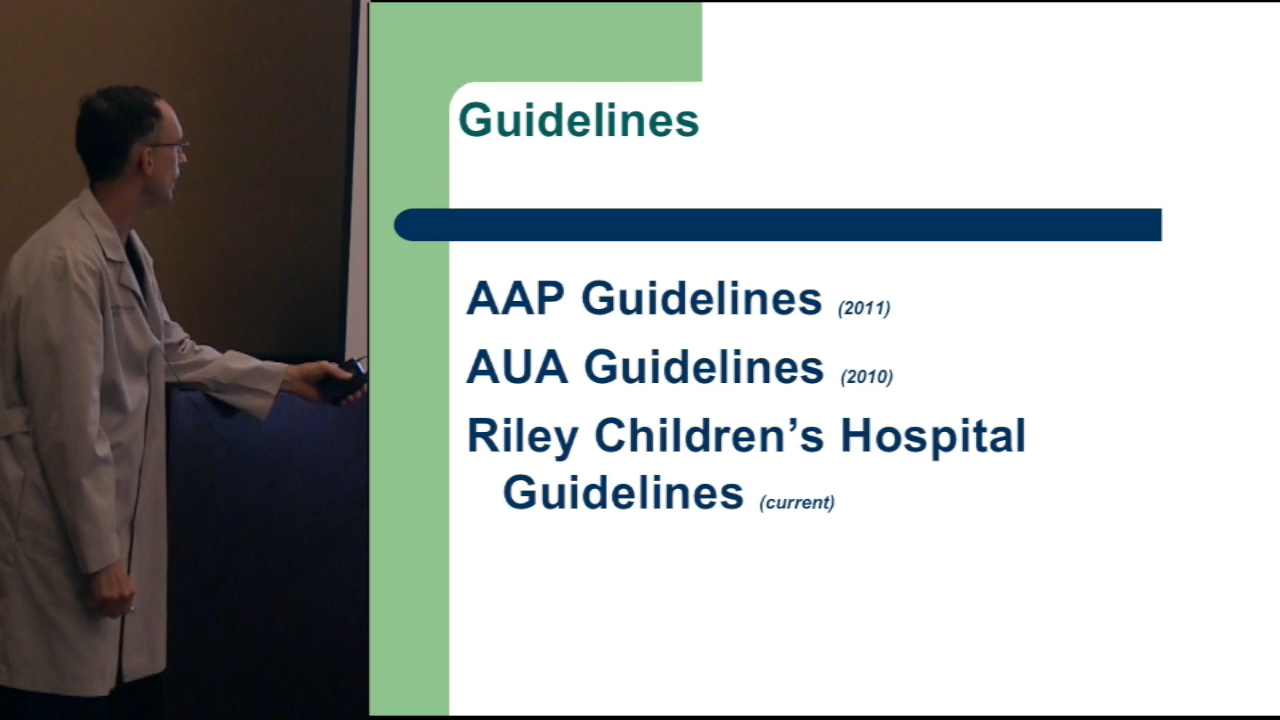 Guidelines
AAP Guidelines (2011)
AUA Guidelines (2010)
Riley Children’s Hospital
Guidelines (current)